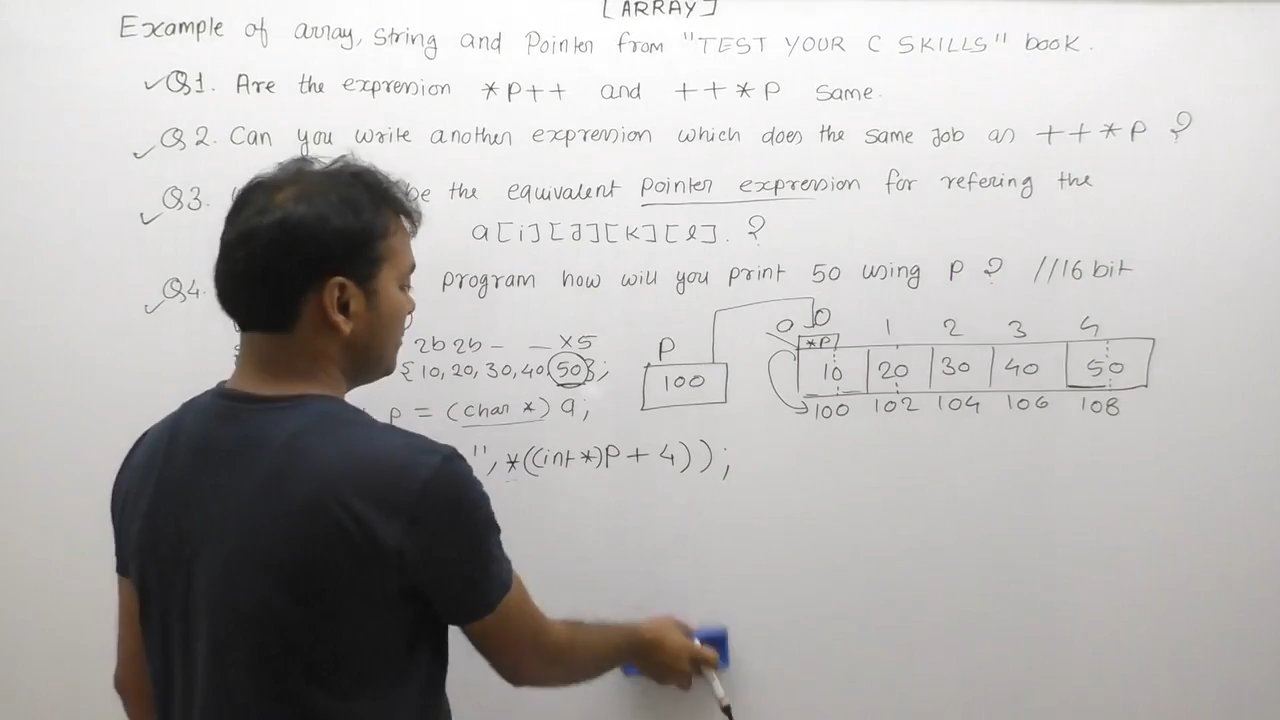 [ARRAY]
Example of array, string and Pointer from "TEST YOUR C SKILLS" book.
Q1. Are the expression *P++ and ++*P same.
Q2. Can you write another expression which does the same job as ++*P ?
Q3. be the equivalent pointer expression for refering the
a[i][j][k][l]. ?
Q4. program how will you print 50 using P ? //16 bit
2b 2b - - ×5
{10, 20, 30, 40, 50};
P = (char *) a;
", *((int *)P + 4));
P
100
0 0 1 2 3 4
*P
10 20 30 40 50
100 102 104 106 108